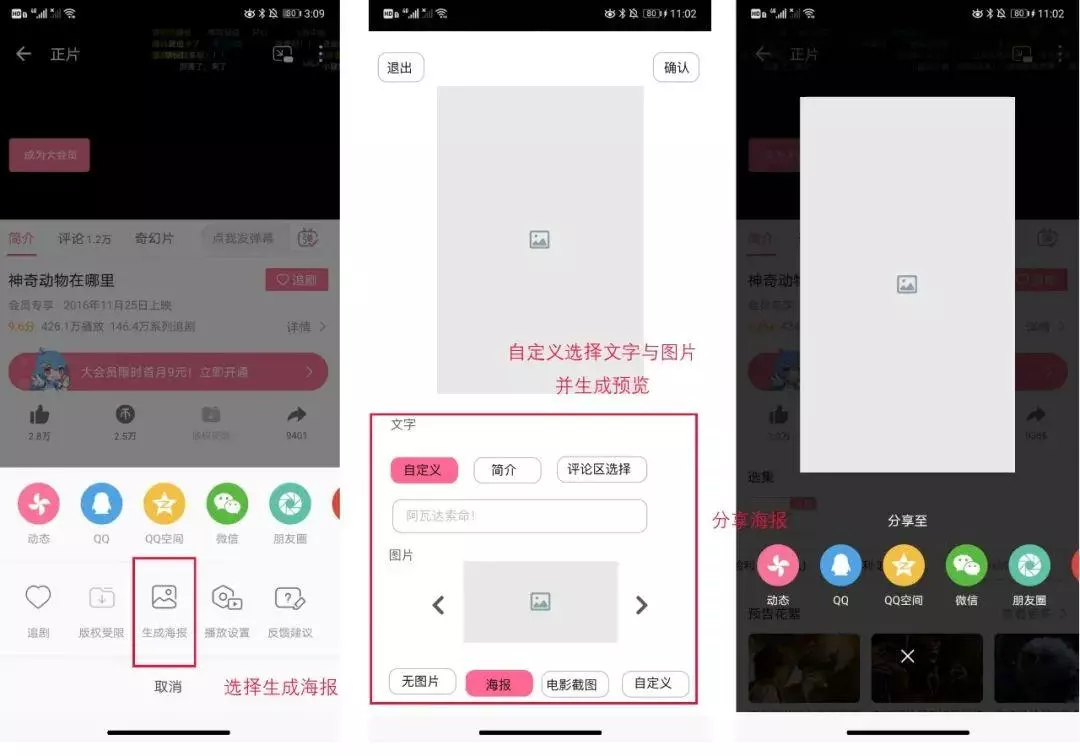 3:09
正片
成为大会员
简介
评论1.2万
奇幻片
点我发弹幕
神奇动物在哪里
追剧
会员专享 · 2016年11月25日上映
9.6分 426.1万播放 146.4万系列追剧
详情
大会员限时首月9元！立即开通
2.8万
2.5万
9401
动态
QQ
QQ空间
微信
朋友圈
追剧
版权受限
生成海报
播放设置
反馈建议
取消
选择生成海报
11:02
退出
确认
自定义选择文字与图片
并生成预览
文字
自定义
简介
评论区选择
阿瓦达索命！
图片
无图片
海报
电影截图
自定义
11:02
正片
简介
神奇动物
选集
分享海报
分享至
动态
QQ
QQ空间
微信
朋友圈
预告花絮